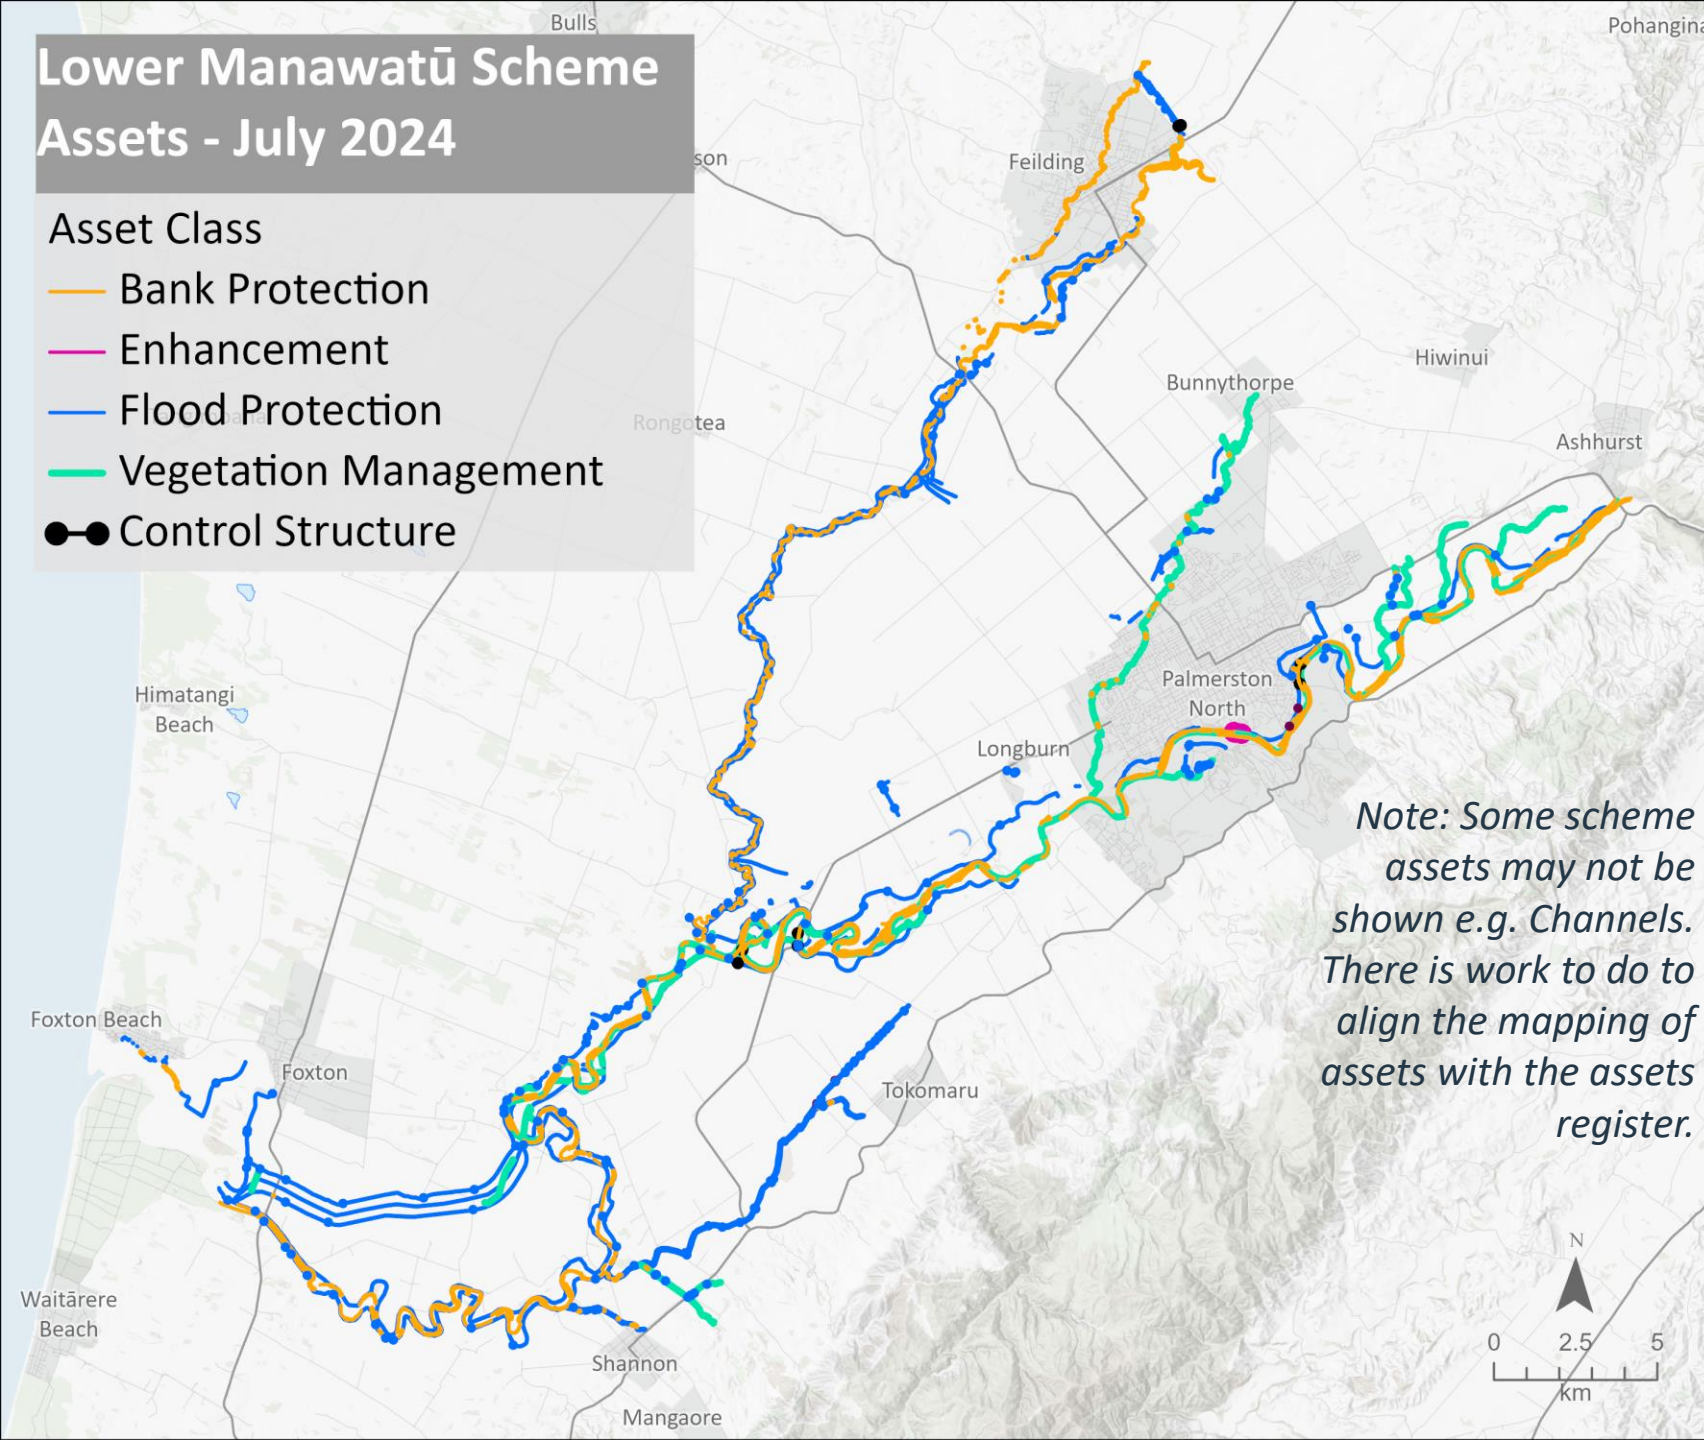 Bulls
Pohangina
Lower Manawatū Scheme
Assets - July 2024
son
Feilding
Asset Class
Bank Protection
Enhancement
Flood Protection
Vegetation Management
Control Structure
Hiwinui
Bunnythorpe
Rongotea
Ashhurst
Himatangi
Beach
Palmerston
North
Longburn
Note: Some scheme
assets may not be
shown e.g. Channels.
There is work to do to
align the mapping of
assets with the assets
register.
Foxton Beach
Foxton
Tokomaru
Waitārere
Beach
Shannon
Mangaore
N
0 2.5 5
km